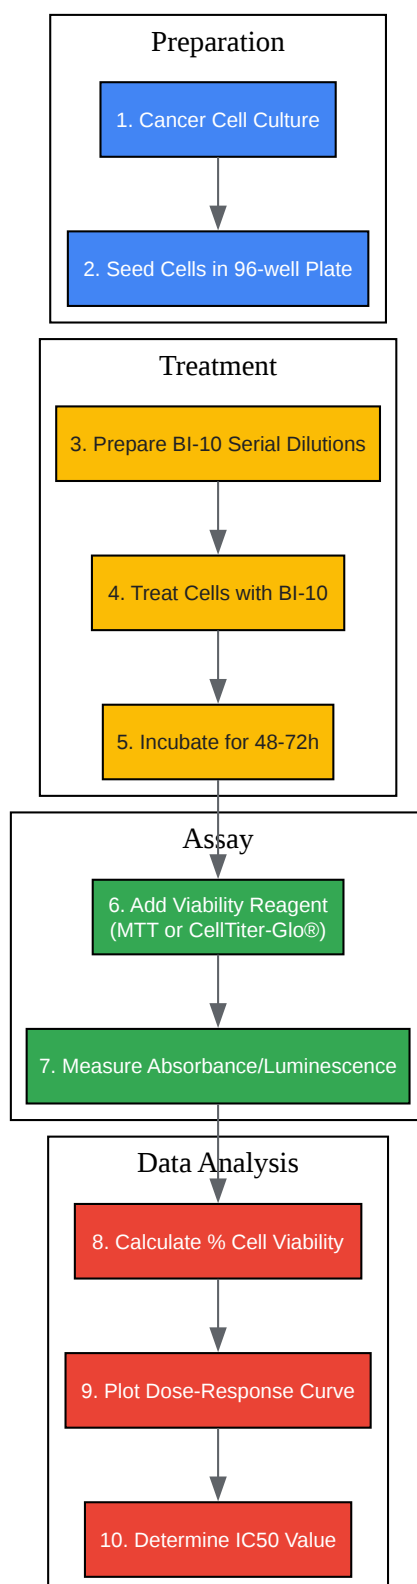 Preparation
1. Cancer Cell Culture
2. Seed Cells in 96-well Plate
Treatment
3. Prepare BI-10 Serial Dilutions
4. Treat Cells with BI-10
5. Incubate for 48-72h
Assay
6. Add Viability Reagent
(MTT or CellTiter-Glo®)
7. Measure Absorbance/Luminescence
Data Analysis
8. Calculate % Cell Viability
9. Plot Dose-Response Curve
10. Determine IC50 Value